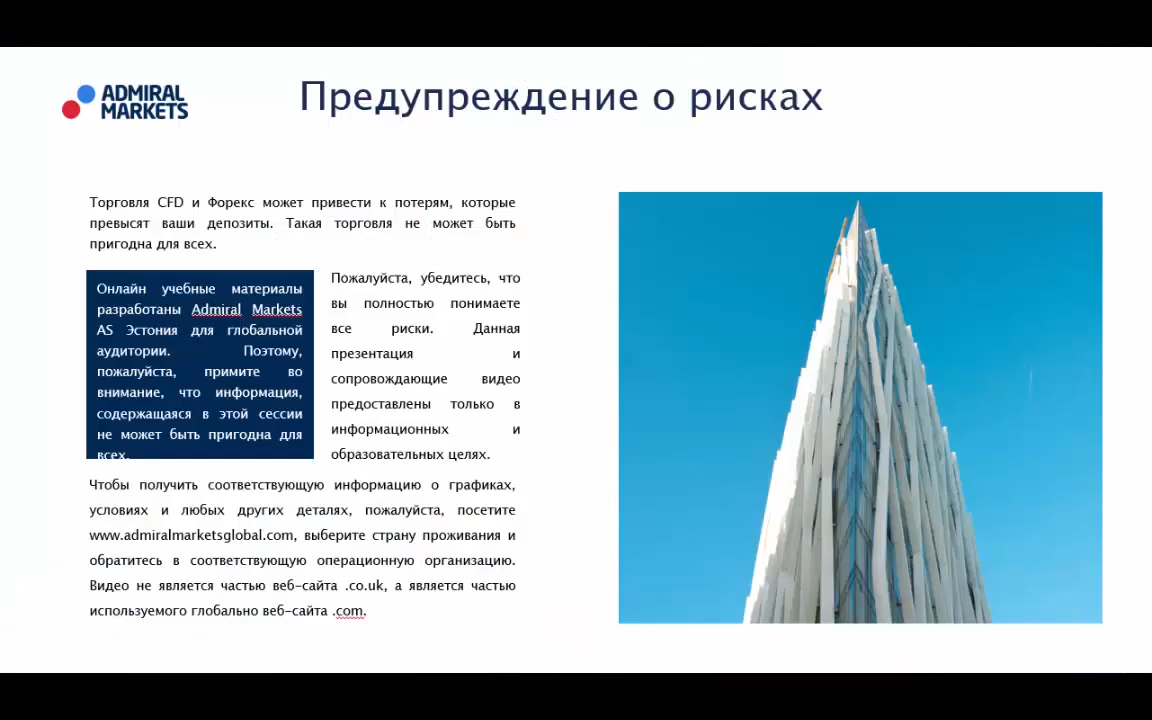 ADMIRAL
MARKETS
Предупреждение о рисках
Торговля CFD и Форекс может привести к потерям, которые
превысят ваши депозиты. Такая торговля не может быть
пригодна для всех.
Онлайн учебные материалы
разработаны Admiral Markets
AS Эстония для глобальной
аудитории. Поэтому,
пожалуйста, примите во
внимание, что информация,
содержащаяся в этой сессии
не может быть пригодна для
всех.
Пожалуйста, убедитесь, что
вы полностью понимаете
все риски. Данная
презентация и
сопровождающие видео
предоставлены только в
информационных и
образовательных целях.
Чтобы получить соответствующую информацию о графиках,
условиях и любых других деталях, пожалуйста, посетите
www.admiralmarketsglobal.com, выберите страну проживания и
обратитесь в соответствующую операционную организацию.
Видео не является частью веб-сайта .co.uk, а является частью
используемого глобально веб-сайта .com.